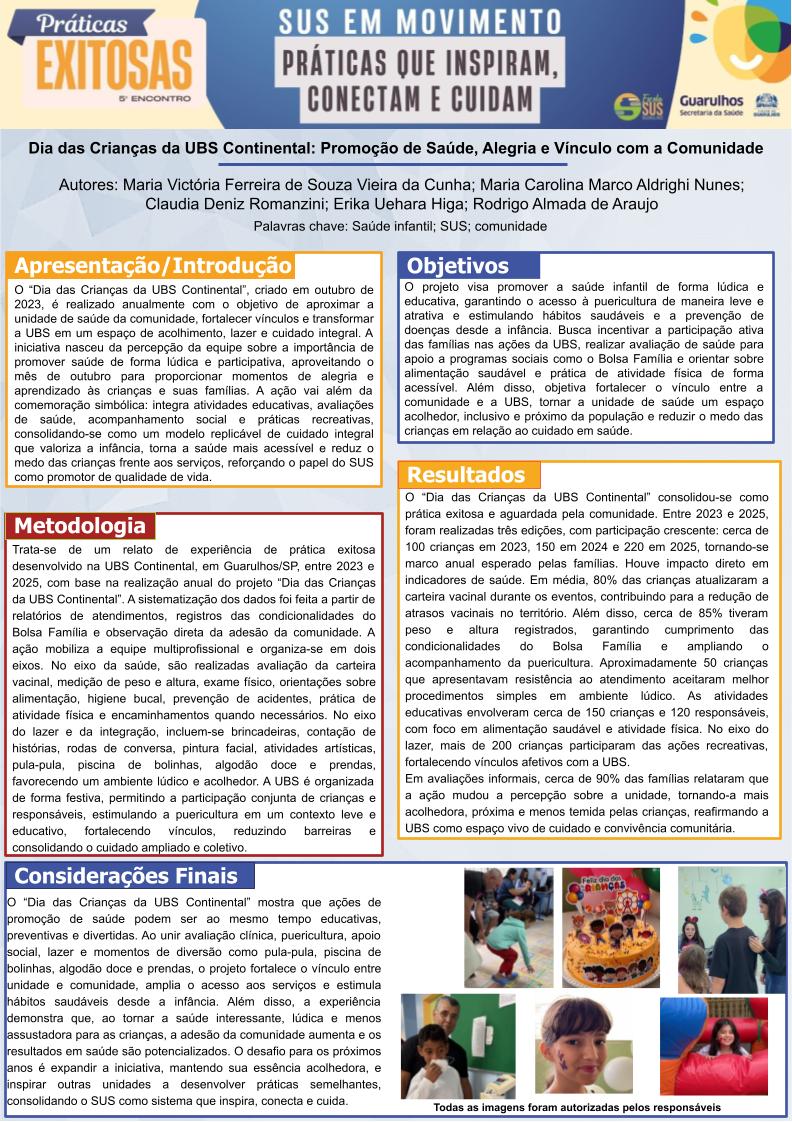 Práticas
EXITOSAS
5º ENCONTRO
SUS EM MOVIMENTO
PRÁTICAS QUE INSPIRAM,
CONECTAM E CUIDAM
Escola
SUS
Guarulhos
Secretaria da Saúde
Dia das Crianças da UBS Continental: Promoção de Saúde, Alegria e Vínculo com a Comunidade
Autores: Maria Victória Ferreira de Souza Vieira da Cunha; Maria Carolina Marco Aldrighi Nunes;
Claudia Deniz Romanzini; Erika Uehara Higa; Rodrigo Almada de Araujo
Palavras chave: Saúde infantil; SUS; comunidade
Apresentação/Introdução
O “Dia das Crianças da UBS Continental”, criado em outubro de
2023, é realizado anualmente com o objetivo de aproximar a
unidade de saúde da comunidade, fortalecer vínculos e transformar
a UBS em um espaço de acolhimento, lazer e cuidado integral. A
iniciativa nasceu da percepção da equipe sobre a importância de
promover saúde de forma lúdica e participativa, aproveitando o
mês de outubro para proporcionar momentos de alegria e
aprendizado às crianças e suas famílias. A ação vai além da
comemoração simbólica: integra atividades educativas, avaliações
de saúde, acompanhamento social e práticas recreativas,
consolidando-se como um modelo replicável de cuidado integral
que valoriza a infância, torna a saúde mais acessível e reduz o
medo das crianças frente aos serviços, reforçando o papel do SUS
como promotor de qualidade de vida.
Metodologia
Trata-se de um relato de experiência de prática exitosa
desenvolvido na UBS Continental, em Guarulhos/SP, entre 2023 e
2025, com base na realização anual do projeto “Dia das Crianças
da UBS Continental”. A sistematização dos dados foi feita a partir de
relatórios de atendimentos, registros das condicionalidades do
Bolsa Família e observação direta da adesão da comunidade. A
ação mobiliza a equipe multiprofissional e organiza-se em dois
eixos. No eixo da saúde, são realizadas avaliação da carteira
vacinal, medição de peso e altura, exame físico, orientações sobre
alimentação, higiene bucal, prevenção de acidentes, prática de
atividade física e encaminhamentos quando necessários. No eixo
do lazer e da integração, incluem-se brincadeiras, contação de
histórias, rodas de conversa, pintura facial, atividades artísticas,
pula-pula, piscina de bolinhas, algodão doce e prendas,
favorecendo um ambiente lúdico e acolhedor. A UBS é organizada
de forma festiva, permitindo a participação conjunta de crianças e
responsáveis, estimulando a puericultura em um contexto leve e
educativo, fortalecendo vínculos, reduzindo barreiras e
consolidando o cuidado ampliado e coletivo.
Objetivos
O projeto visa promover a saúde infantil de forma lúdica e
educativa, garantindo o acesso à puericultura de maneira leve e
atrativa e estimulando hábitos saudáveis e a prevenção de
doenças desde a infância. Busca incentivar a participação ativa
das famílias nas ações da UBS, realizar avaliação de saúde para
apoio a programas sociais como o Bolsa Família e orientar sobre
alimentação saudável e prática de atividade física de forma
acessível. Além disso, objetiva fortalecer o vínculo entre a
comunidade e a UBS, tornar a unidade de saúde um espaço
acolhedor, inclusivo e próximo da população e reduzir o medo das
crianças em relação ao cuidado em saúde.
Resultados
O “Dia das Crianças da UBS Continental” consolidou-se como
prática exitosa e aguardada pela comunidade. Entre 2023 e 2025,
foram realizadas três edições, com participação crescente: cerca de
100 crianças em 2023, 150 em 2024 e 220 em 2025, tornando-se
marco anual esperado pelas famílias. Houve impacto direto em
indicadores de saúde. Em média, 80% das crianças atualizaram a
carteira vacinal durante os eventos, contribuindo para a redução de
atrasos vacinais no território. Além disso, cerca de 85% tiveram
peso e altura registrados, garantindo cumprimento das
condicionalidades do Bolsa Família e ampliando o
acompanhamento da puericultura. Aproximadamente 50 crianças
que apresentavam resistência ao atendimento aceitaram melhor
procedimentos simples em ambiente lúdico. As atividades
educativas envolveram cerca de 150 crianças e 120 responsáveis,
com foco em alimentação saudável e atividade física. No eixo do
lazer, mais de 200 crianças participaram das ações recreativas,
fortalecendo vínculos afetivos com a UBS.
Em avaliações informais, cerca de 90% das famílias relataram que
a ação mudou a percepção sobre a unidade, tornando-a mais
acolhedora, próxima e menos temida pelas crianças, reafirmando a
UBS como espaço vivo de cuidado e convivência comunitária.
Considerações Finais
O “Dia das Crianças da UBS Continental” mostra que ações de
promoção de saúde podem ser ao mesmo tempo educativas,
preventivas e divertidas. Ao unir avaliação clínica, puericultura, apoio
social, lazer e momentos de diversão como pula-pula, piscina de
bolinhas, algodão doce e prendas, o projeto fortalece o vínculo entre
unidade e comunidade, amplia o acesso aos serviços e estimula
hábitos saudáveis desde a infância. Além disso, a experiência
demonstra que, ao tornar a saúde interessante, lúdica e menos
assustadora para as crianças, a adesão da comunidade aumenta e os
resultados em saúde são potencializados. O desafio para os próximos
anos é expandir a iniciativa, mantendo sua essência acolhedora, e
inspirar outras unidades a desenvolver práticas semelhantes,
consolidando o SUS como sistema que inspira, conecta e cuida.
Feliz dia das
CRIANÇAS
Todas as imagens foram autorizadas pelos responsáveis